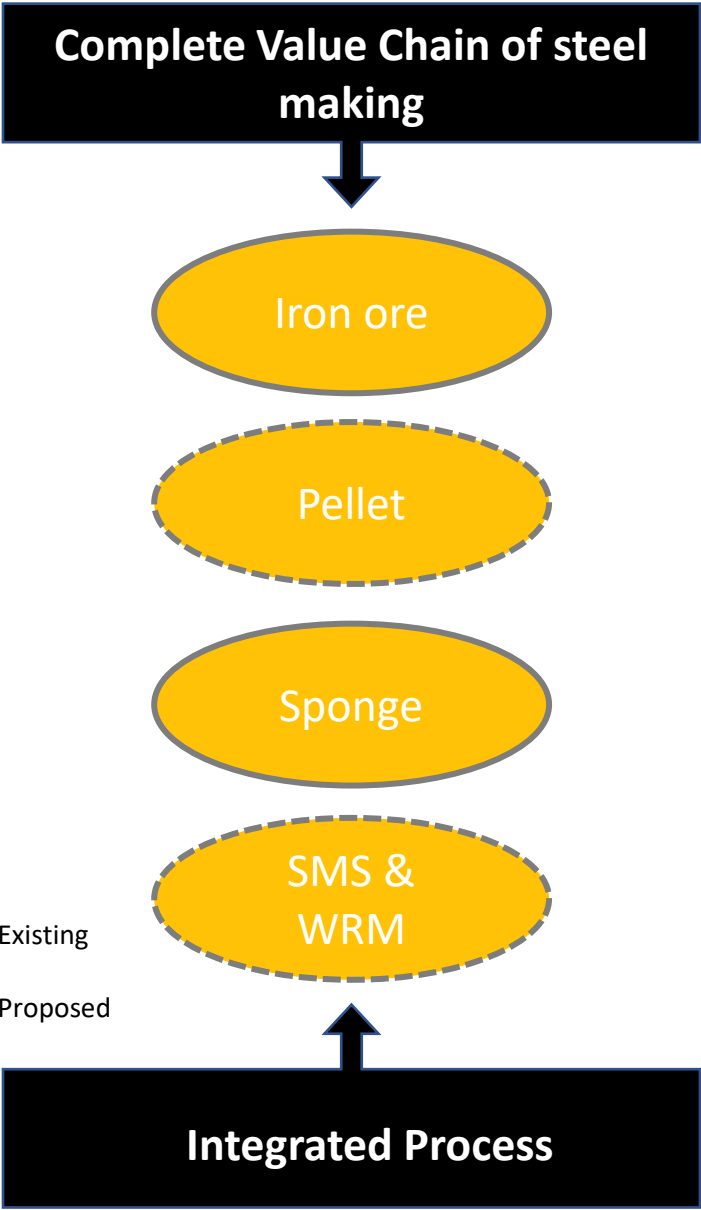 Complete Value Chain of steel
making
Iron ore
Pellet
Sponge
SMS &
WRM
Existing
Proposed
Integrated Process